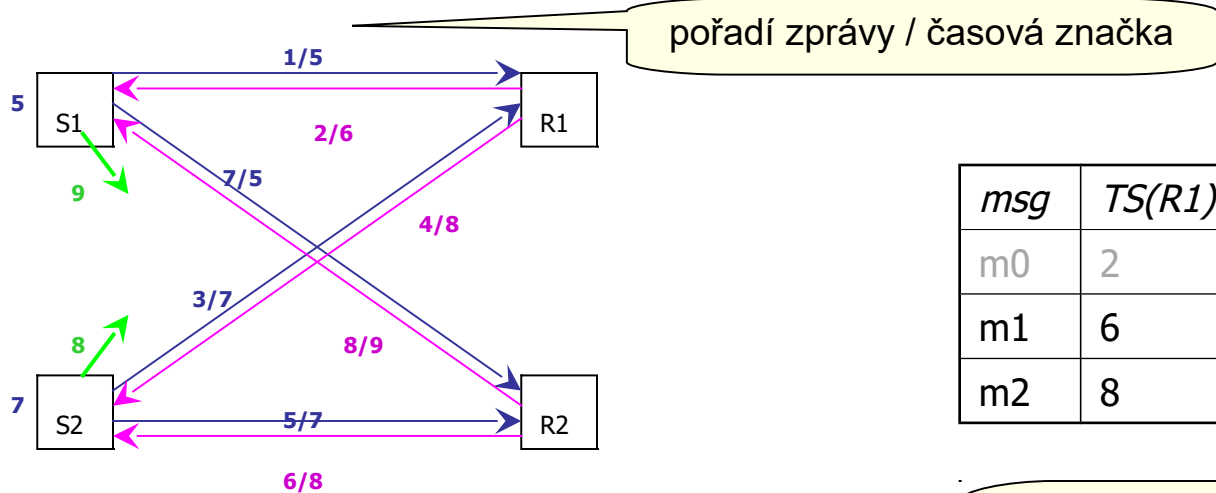 pořadí zprávy / časová značka
1/5
5
S1
R1
2/6
7/5
9
4/8
3/7
8
8/9
7
S2
5/7
R2
6/8
msg TS(R1)
m0 2
m1 6
m2 8